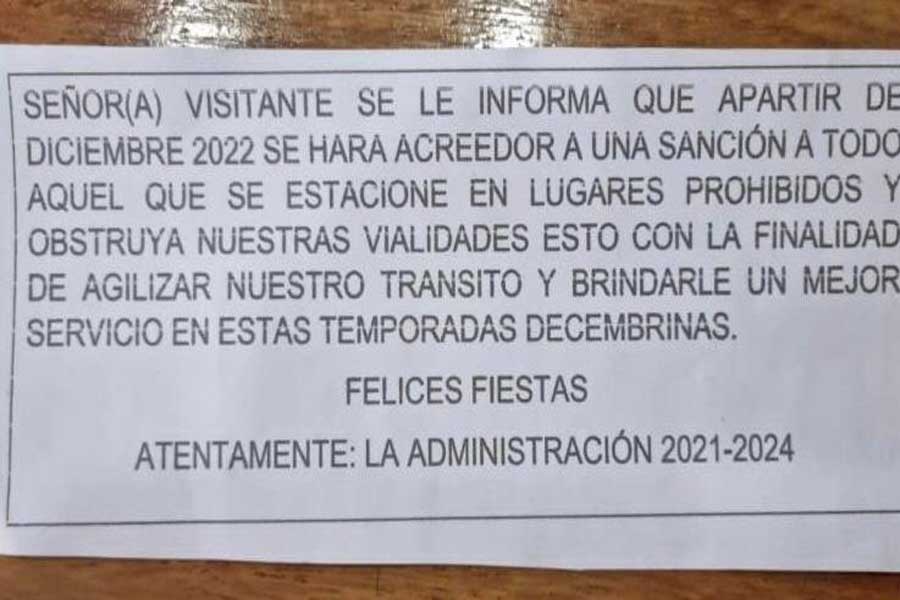 SEÑOR(A) VISITANTE SE LE INFORMA QUE APARTIR DE
DICIEMBRE 2022 SE HARA ACREEDOR A UNA SANCIÓN A TODO
AQUEL QUE SE ESTACIONE EN LUGARES PROHIBIDOS Y
OBSTRUYA NUESTRAS VIALIDADES ESTO CON LA FINALIDAD
DE AGILIZAR NUESTRO TRANSITO Y BRINDARLE UN MEJOR
SERVICIO EN ESTAS TEMPORADAS DECEMBRINAS.
FELICES FIESTAS
ATENTAMENTE: LA ADMINISTRACIÓN 2021-2024